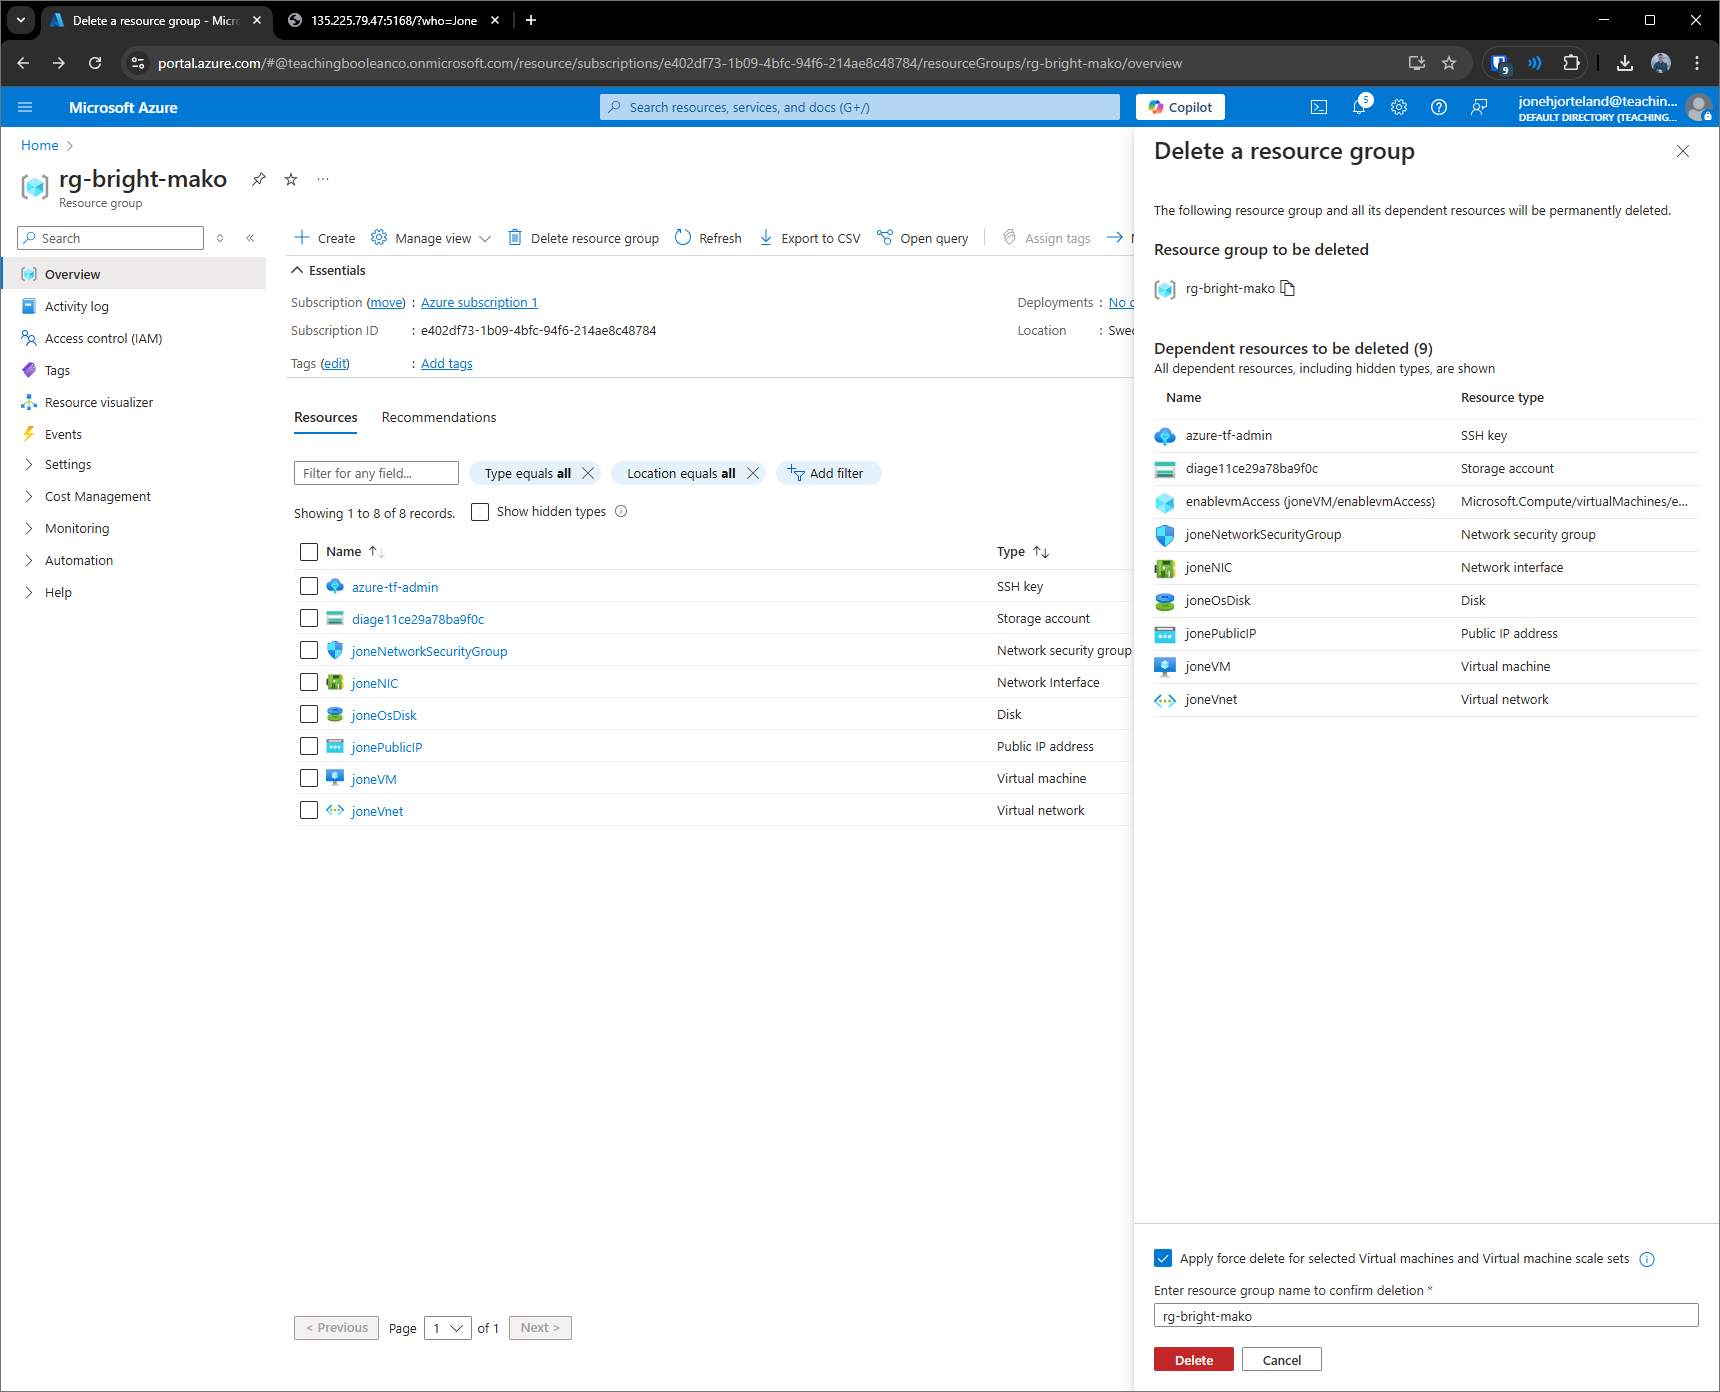 Delete a resource group - Micr
135.225.79.47:5168/?who=Jone
portal.azure.com/#@teachingbooleanco.onmicrosoft.com/resource/subscriptions/e402df73-1b09-4bfc-94f6-214ae8c48784/resourceGroups/rg-bright-mako/overview
9
Microsoft Azure
Search resources, services, and docs (G+/)
Copilot
5
jonehjorteland@teachin...
DEFAULT DIRECTORY (TEACHING...
Home
rg-bright-mako
Resource group
Search
Overview
Activity log
Access control (IAM)
Tags
Resource visualizer
Events
Settings
Cost Management
Monitoring
Automation
Help
Create
Manage view
Delete resource group
Refresh
Export to CSV
Open query
Assign tags
Essentials
Subscription (move) : Azure subscription 1
Subscription ID : e402df73-1b09-4bfc-94f6-214ae8c48784
Tags (edit) : Add tags
Deployments : No
Location : Swe
Resources
Recommendations
Filter for any field...
Type equals all
Location equals all
Add filter
Showing 1 to 8 of 8 records.
Show hidden types
Name
Type
azure-tf-admin SSH key
diage11ce29a78ba9f0c Storage account
joneNetworkSecurityGroup Network security group
joneNIC Network Interface
joneOsDisk Disk
jonePublicIP Public IP address
joneVM Virtual machine
joneVnet Virtual network
< Previous
Page 1 of 1
Next >
Delete a resource group
The following resource group and all its dependent resources will be permanently deleted.
Resource group to be deleted
rg-bright-mako
Dependent resources to be deleted (9)
All dependent resources, including hidden types, are shown
Name Resource type
azure-tf-admin SSH key
diage11ce29a78ba9f0c Storage account
enablevmAccess (joneVM/enablevmAccess) Microsoft.Compute/virtualMachines/e...
joneNetworkSecurityGroup Network security group
joneNIC Network interface
joneOsDisk Disk
jonePublicIP Public IP address
joneVM Virtual machine
joneVnet Virtual network
Apply force delete for selected Virtual machines and Virtual machine scale sets
Enter resource group name to confirm deletion *
rg-bright-mako
Delete
Cancel